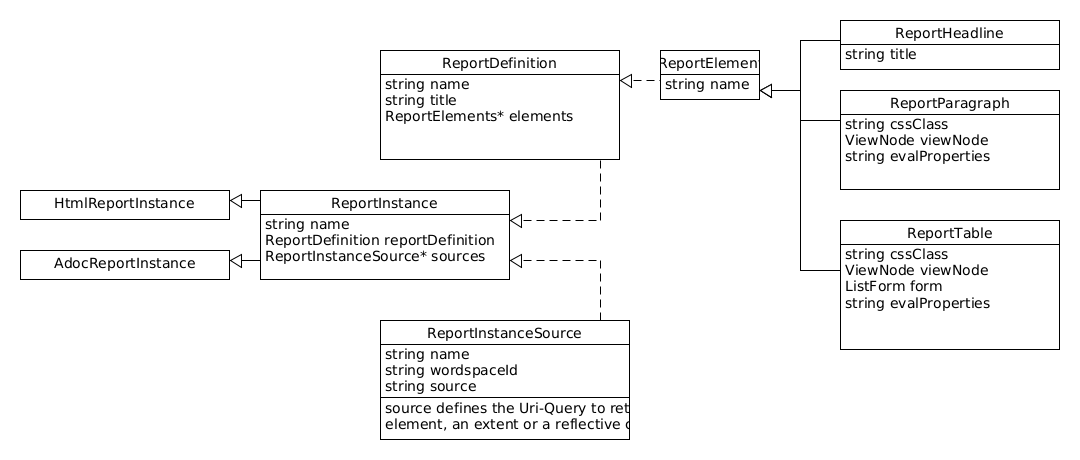 ReportDefinition
string name
string title
ReportElements* elements
ReportElement
string name
ReportHeadline
string title
ReportParagraph
string cssClass
ViewNode viewNode
string evalProperties
ReportTable
string cssClass
ViewNode viewNode
ListForm form
string evalProperties
HtmlReportInstance
AdocReportInstance
ReportInstance
string name
ReportDefinition reportDefinition
ReportInstanceSource* sources
ReportInstanceSource
string name
string wordspaceId
string source
source defines the Uri-Query to ret
element, an extent or a reflective